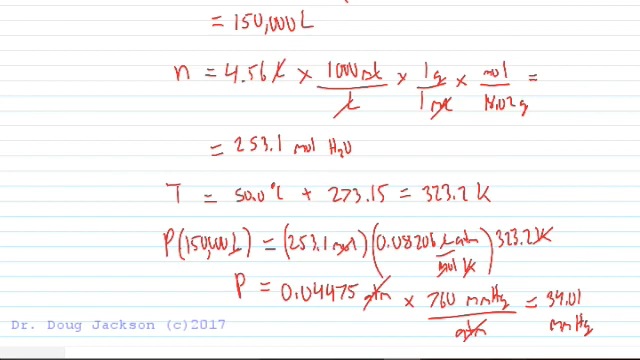 = 150,000 L
n = 4.56 L × 1000 mL / L × 1 g / 1 mL × mol / 18.02 g =
= 253.1 mol H₂O
T = 50.0 °C + 273.15 = 323.2 K
P(150,000 L) = (253.1 mol) (0.08206 L atm / mol K) 323.2 K
P = 0.04475 atm × 760 mmHg / atm = 34.01 mmHg
Dr. Doug Jackson (c)2017